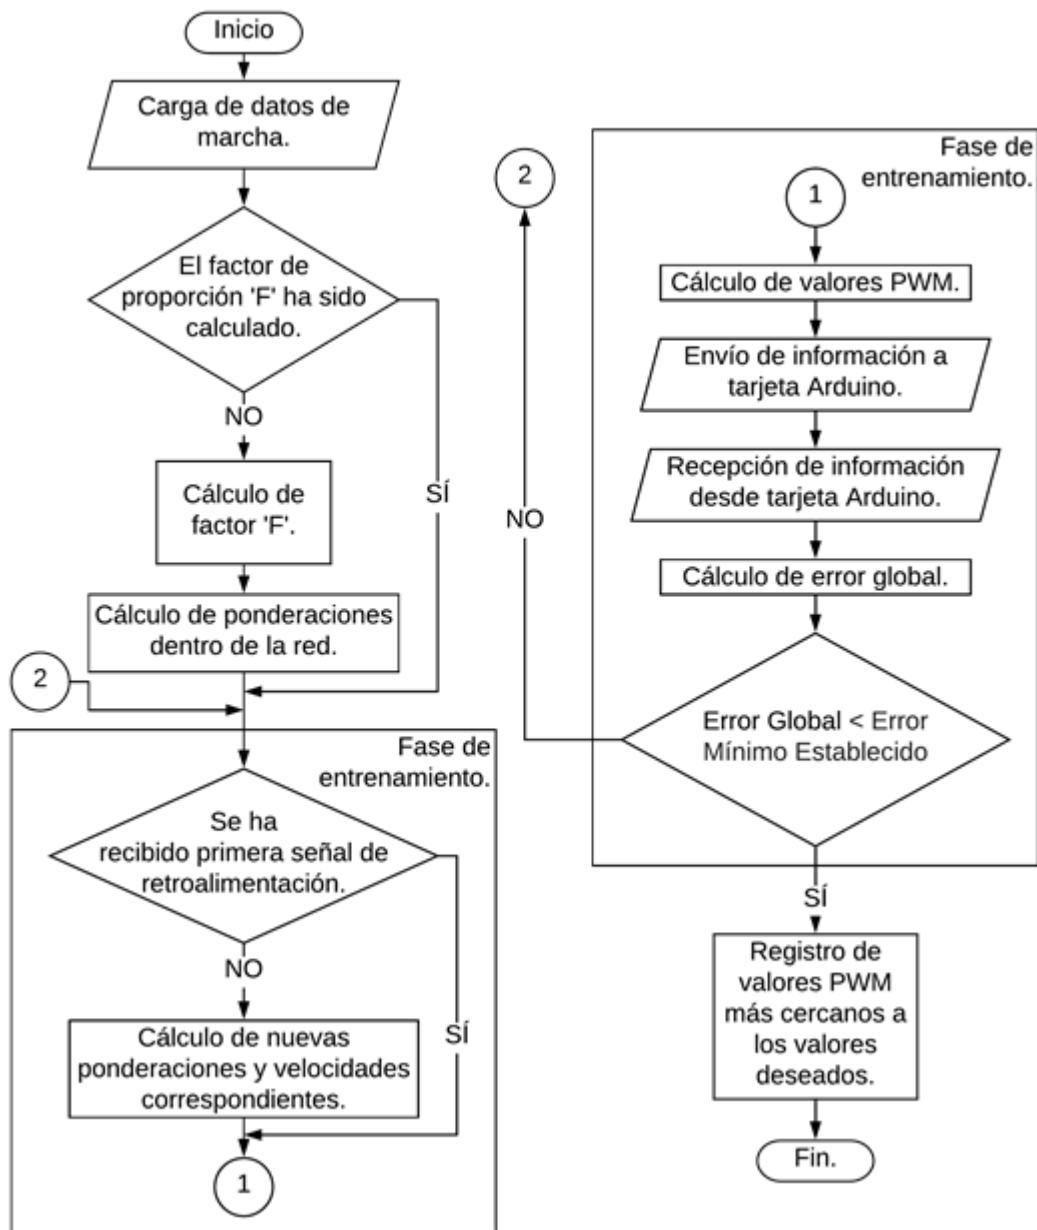 Inicio
Carga de datos de
marcha.
El factor de
proporción 'F' ha sido
calculado.
NO
SÍ
Cálculo de
factor 'F'.
Cálculo de ponderaciones
dentro de la red.
2
Fase de
entrenamiento.
Se ha
recibido primera señal de
retroalimentación.
NO
SÍ
Cálculo de nuevas
ponderaciones y velocidades
correspondientes.
1
2
Fase de
entrenamiento.
1
Cálculo de valores PWM.
Envío de información a
tarjeta Arduino.
Recepción de información
desde tarjeta Arduino.
NO
Cálculo de error global.
Error Global < Error
Mínimo Establecido
SÍ
Registro de
valores PWM
más cercanos a
los valores
deseados.
Fin.